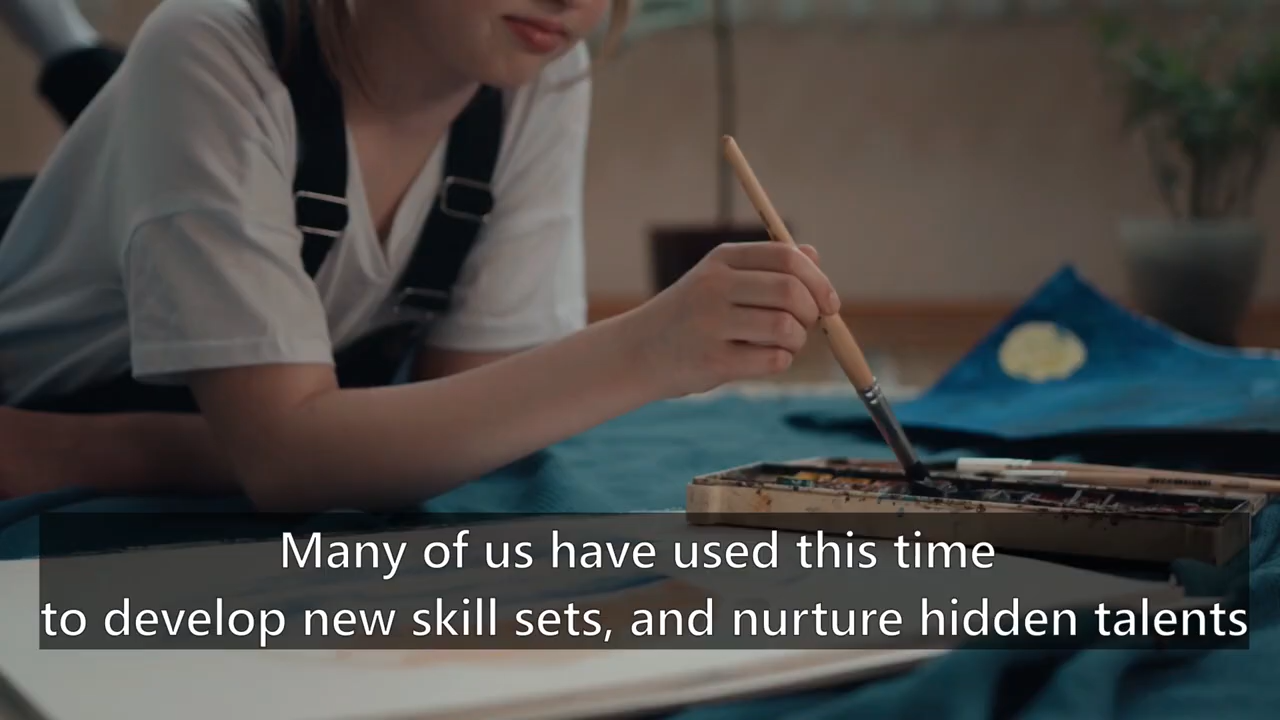 Many of us have used this time
to develop new skill sets, and nurture hidden talents